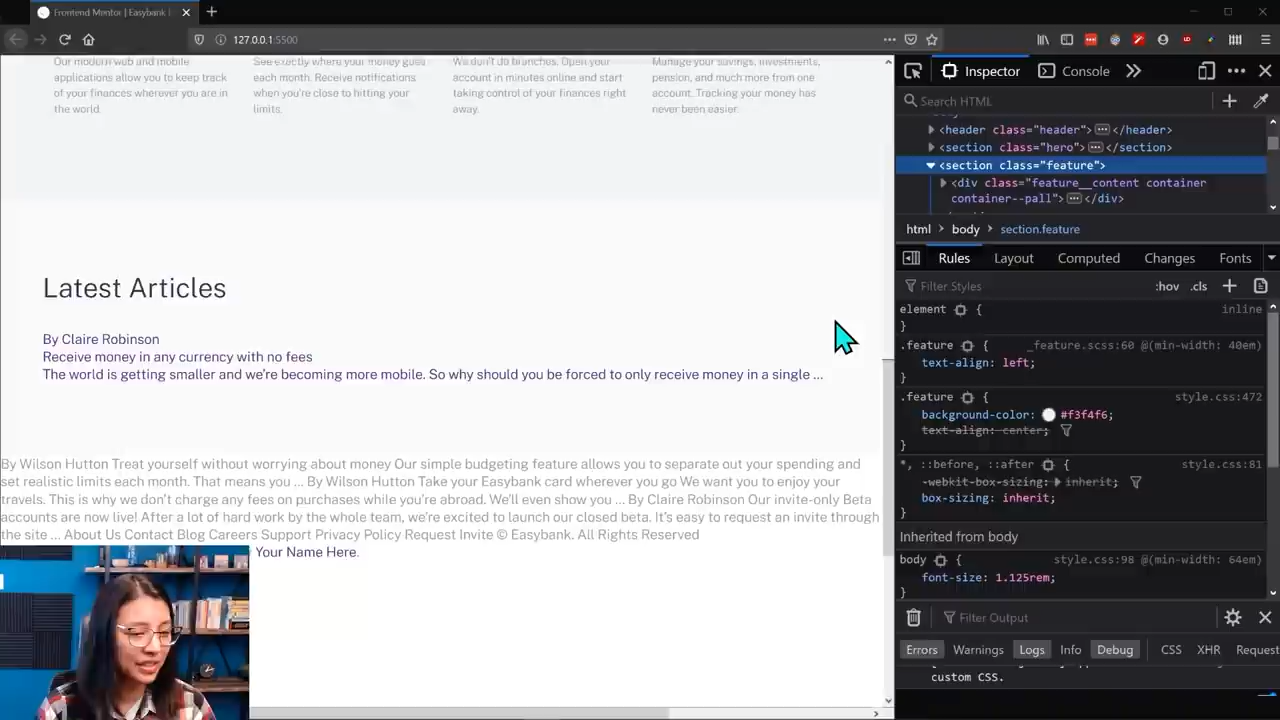 Frontend Mentor | Easybank l
127.0.0.1:5500
Our modern web and mobile
applications allow you to keep track
of your finances wherever you are in
the world.
See exactly where your money goes
each month. Receive notifications
when you're close to hitting your
limits.
We don't do branches. Open your
account in minutes online and start
taking control of your finances right
away.
Manage your savings, investments,
pension, and much more from one
account. Tracking your money has
never been easier.
Latest Articles
By Claire Robinson
Receive money in any currency with no fees
The world is getting smaller and we're becoming more mobile. So why should you be forced to only receive money in a single ...
By Wilson Hutton Treat yourself without worrying about money Our simple budgeting feature allows you to separate out your spending and
set realistic limits each month. That means you ... By Wilson Hutton Take your Easybank card wherever you go We want you to enjoy your
travels. This is why we don't charge any fees on purchases while you're abroad. We'll even show you ... By Claire Robinson Our invite-only Beta
accounts are now live! After a lot of hard work by the whole team, we're excited to launch our closed beta. It's easy to request an invite through
the site ... About Us Contact Blog Careers Support Privacy Policy Request Invite © Easybank. All Rights Reserved
Your Name Here.
Inspector
Console
Search HTML
<header class="header"> </header>
<section class="hero"> </section>
<section class="feature">
<div class="feature__content container
container--pall"> </div>
html > body > section.feature
Rules Layout Computed Changes Fonts
Filter Styles :hov .cls
element { inline
}
.feature { _feature.scss:60 @(min-width: 40em)
text-align: left;
}
.feature { style.css:472
background-color: #f3f4f6;
text-align: center;
}
*, ::before, ::after { style.css:81
-webkit-box-sizing: inherit;
box-sizing: inherit;
}
Inherited from body
body { style.css:98 @(min-width: 64em)
font-size: 1.125rem;
}
Filter Output
Errors Warnings Logs Info Debug CSS XHR Request
custom CSS.